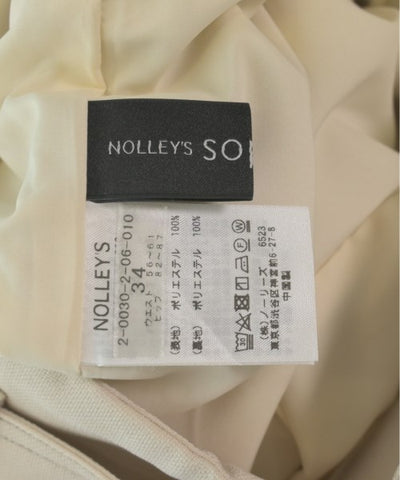 NOLLEY'S SO
NOLLEY'S
2-0030-2-06-010
34
ウエスト 56〜61
ヒップ 82〜87
(表地) ポリエステル 100%
(裏地) ポリエステル 100%
30
(株)ノーリーズ 6523
東京都渋谷区神宮前6-27-8
中国製